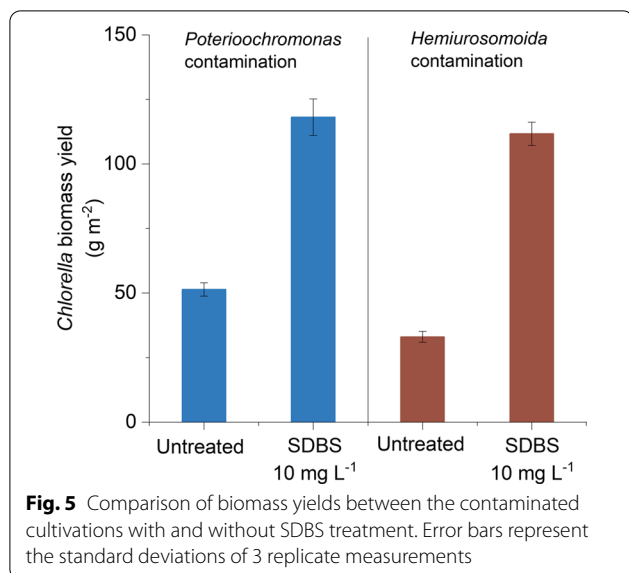 150
100
50
0
Chlorella biomass yield
(g m⁻²)
Poterioochromonas
contamination
Hemiurosomoida
contamination
Untreated
SDBS
10 mg L⁻¹
Untreated
SDBS
10 mg L⁻¹
Fig. 5 Comparison of biomass yields between the contaminated
cultivations with and without SDBS treatment. Error bars represent
the standard deviations of 3 replicate measurements